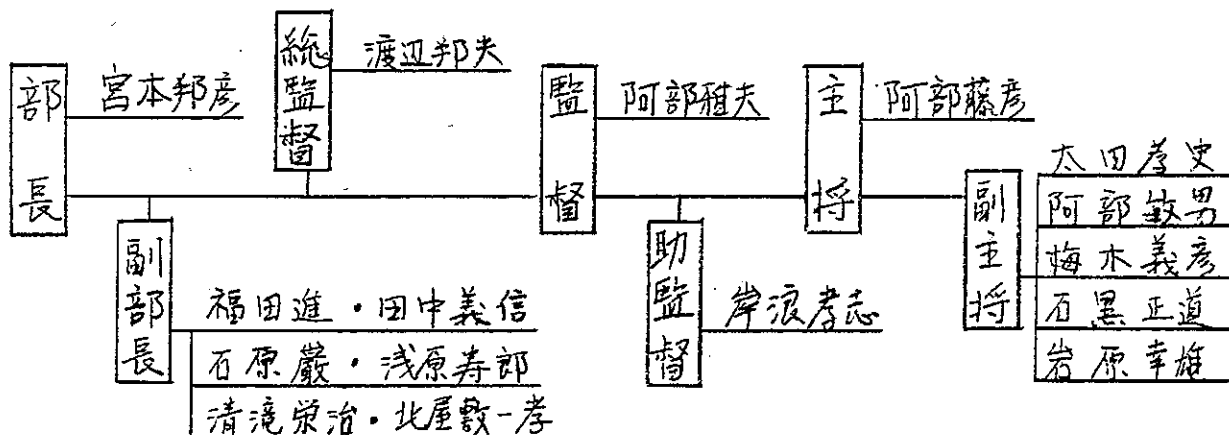 部長
宮本邦彦
総監督
渡辺邦夫
監督
阿部雅夫
主将
阿部藤彦
副部長
福田進・田中義信
石原巖・浅原寿郎
清滝栄治・北屋敷一孝
助監督
岸浪孝志
副主将
太田孝史
阿部敏男
梅木義彦
石黒正道
岩原幸雄